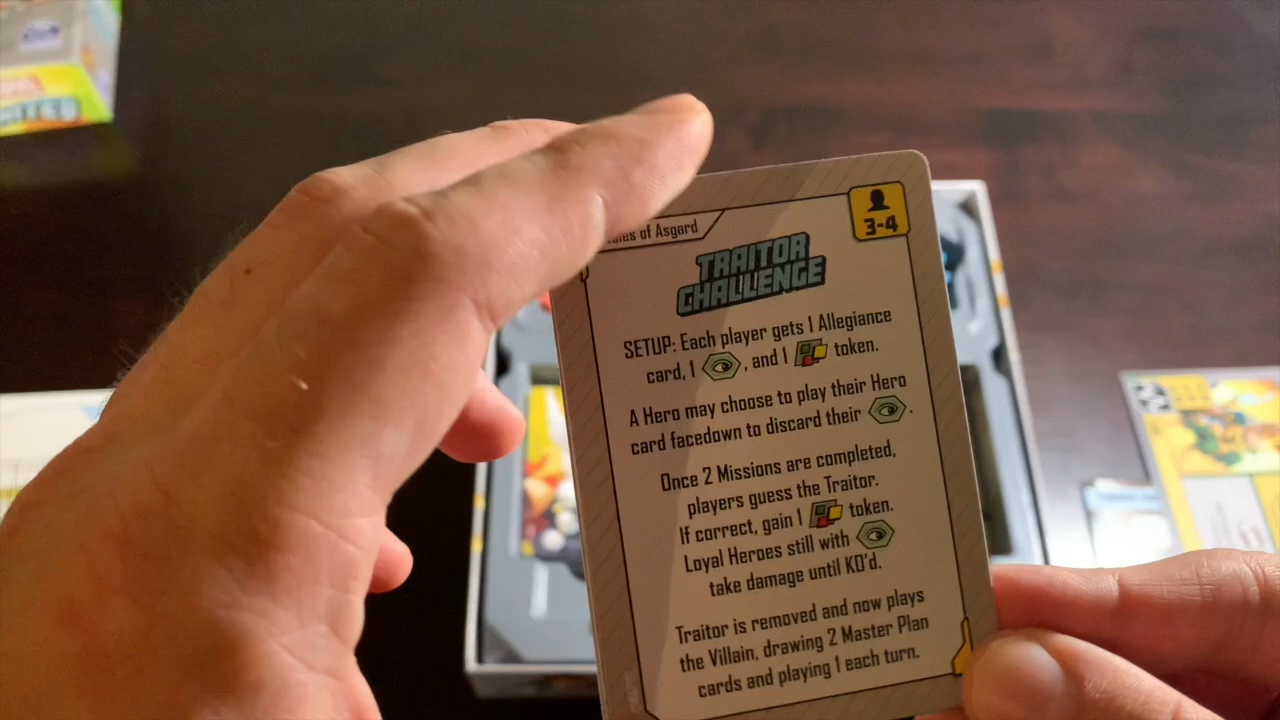 of Asgard
3-4
TRAITOR
CHALLENGE
SETUP: Each player gets 1 Allegiance
card, 1 , and 1 token.
A Hero may choose to play their Hero
card facedown to discard their .
Once 2 Missions are completed,
players guess the Traitor.
If correct, gain 1 token.
Loyal Heroes still with
take damage until KO'd.
Traitor is removed and now plays
the Villain, drawing 2 Master Plan
cards and playing 1 each turn.